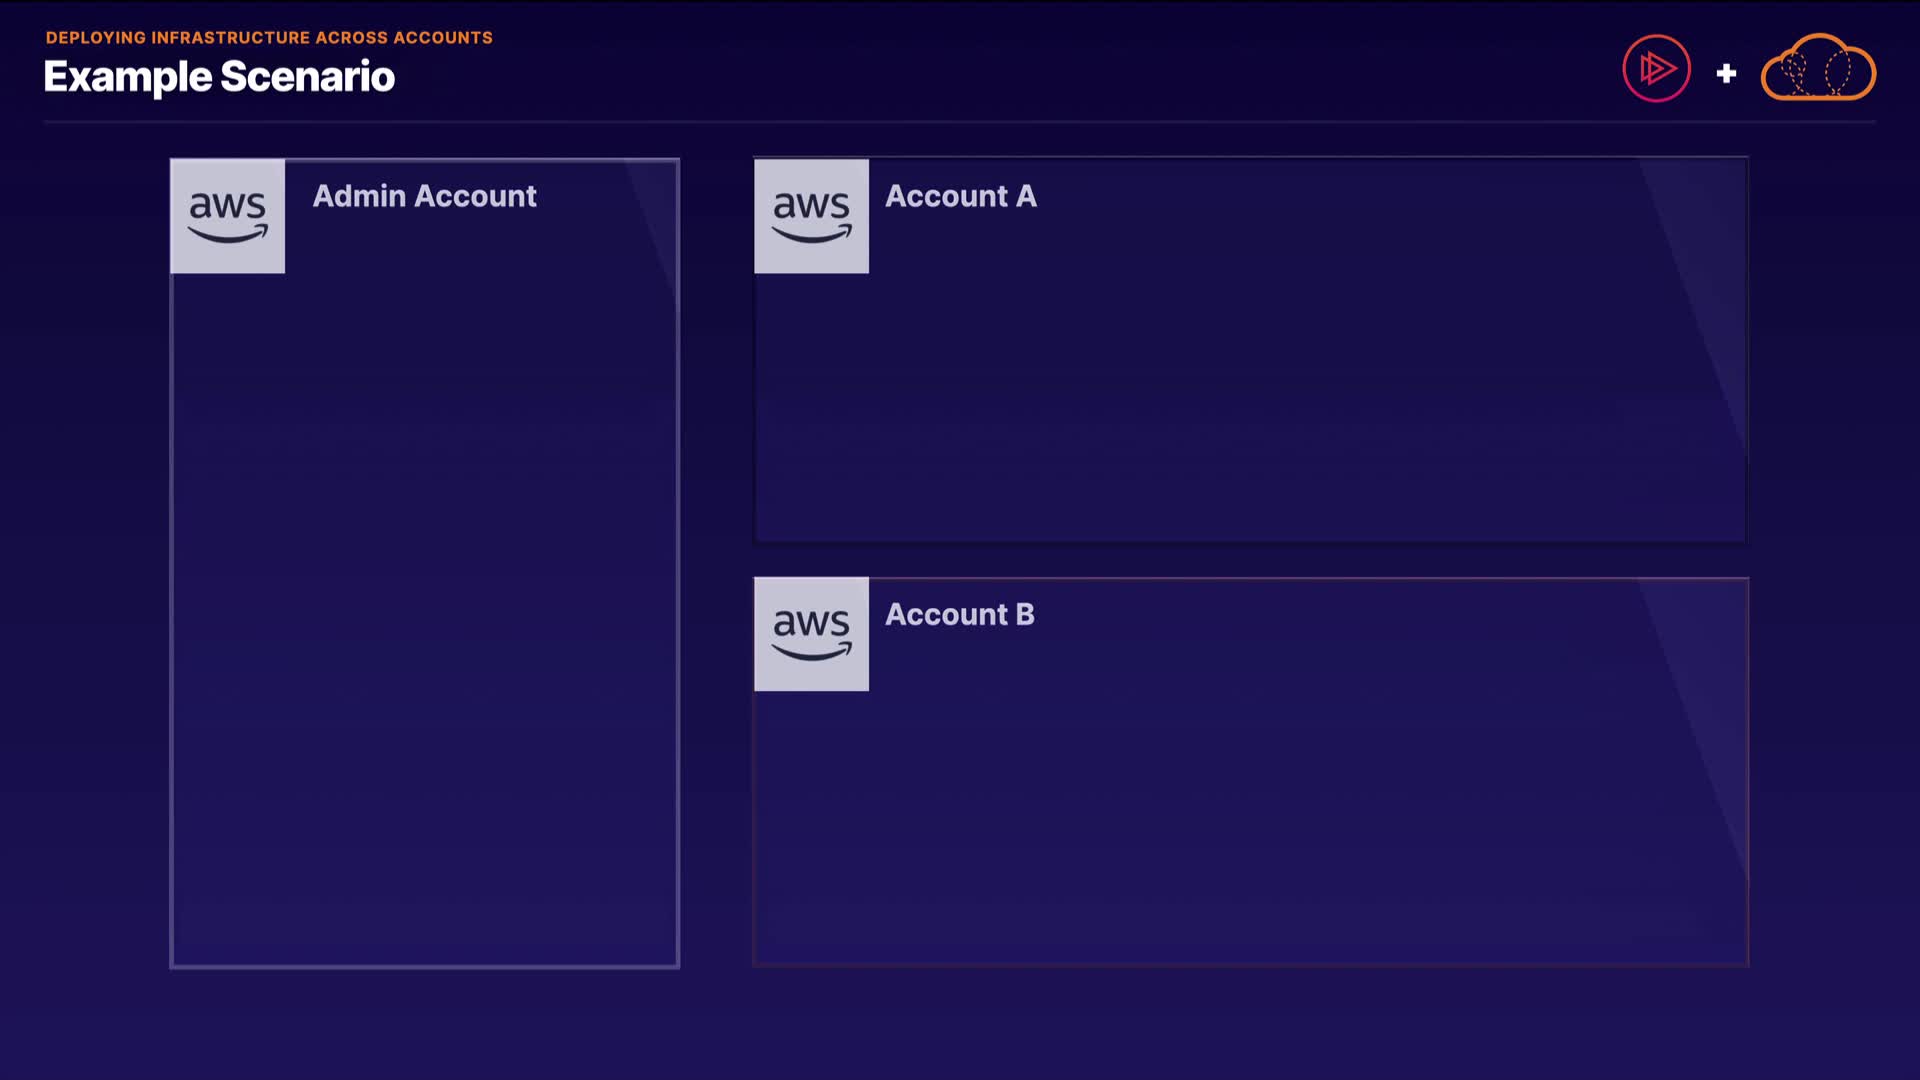 DEPLOYING INFRASTRUCTURE ACROSS ACCOUNTS
Example Scenario
+
aws
Admin Account
aws
Account A
aws
Account B